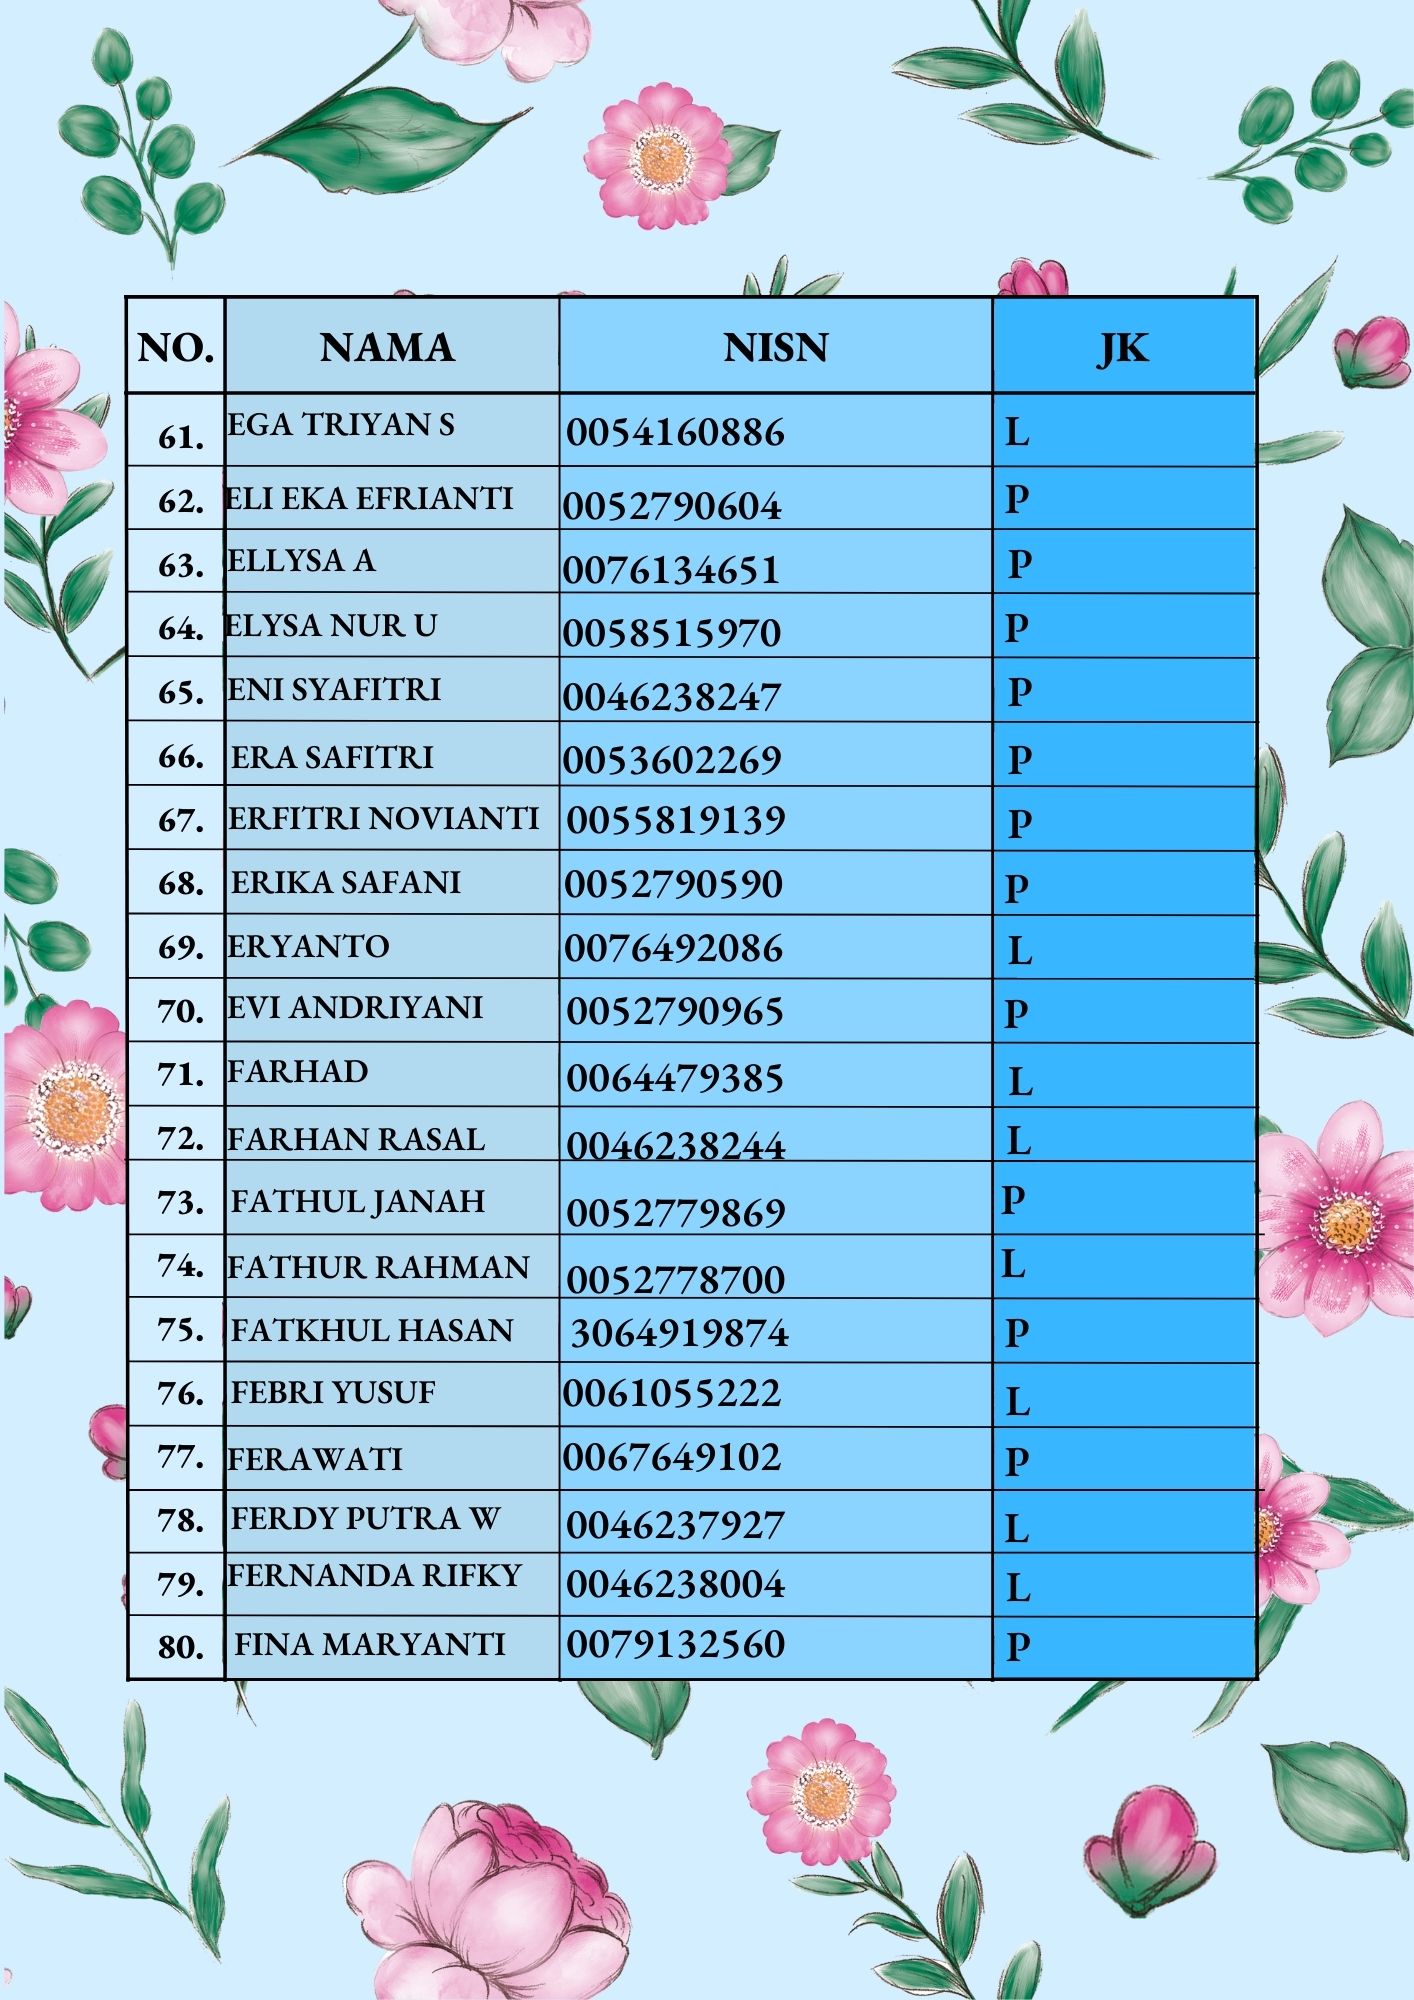 NO. NAMA NISN JK
61. EGA TRIYAN S 0054160886 L
62. ELI EKA EFRIANTI 0052790604 P
63. ELLYSA A 0076134651 P
64. ELYSA NUR U 0058515970 P
65. ENI SYAFITRI 0046238247 P
66. ERA SAFITRI 0053602269 P
67. ERFITRI NOVIANTI 0055819139 P
68. ERIKA SAFANI 0052790590 P
69. ERYANTO 0076492086 L
70. EVI ANDRIYANI 0052790965 P
71. FARHAD 0064479385 L
72. FARHAN RASAL 0046238244 L
73. FATHUL JANAH 0052779869 P
74. FATHUR RAHMAN 0052778700 L
75. FATKHUL HASAN 3064919874 P
76. FEBRI YUSUF 0061055222 L
77. FERAWATI 0067649102 P
78. FERDY PUTRA W 0046237927 L
79. FERNANDA RIFKY 0046238004 L
80. FINA MARYANTI 0079132560 P